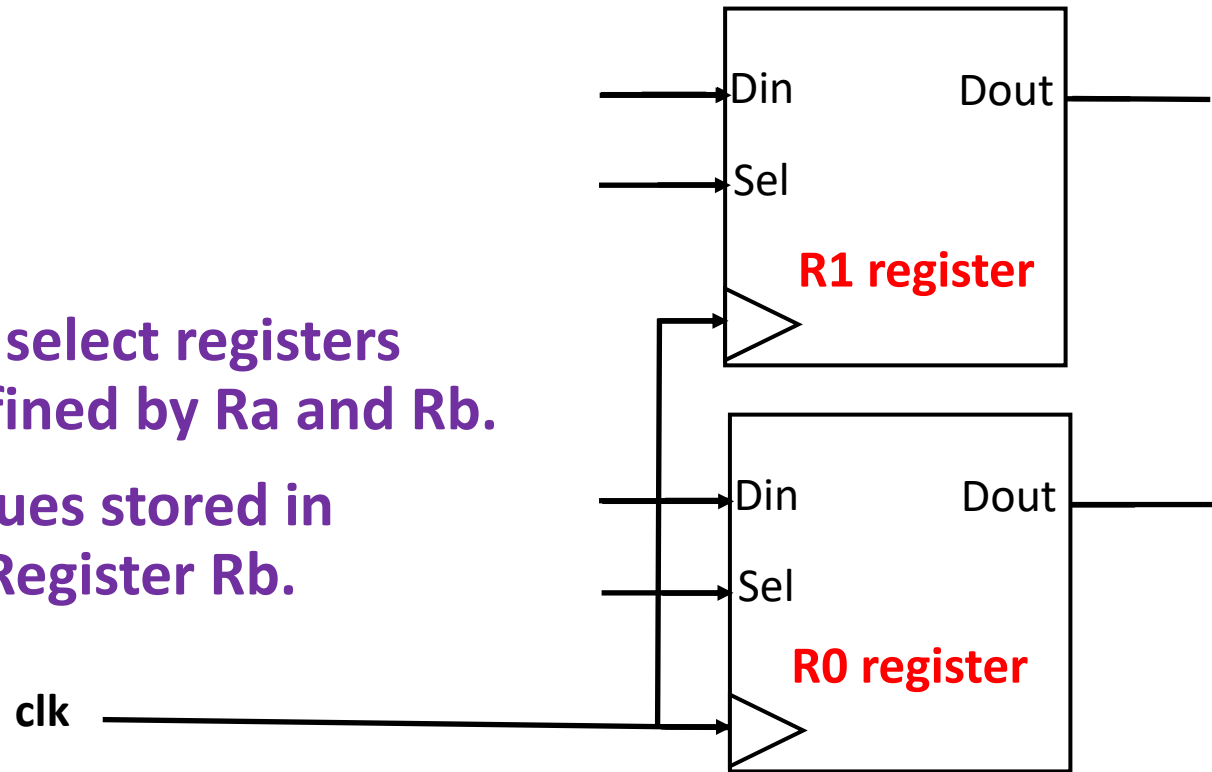 Din Dout
Sel
R1 register
select registers
fined by Ra and Rb.
ues stored in
Register Rb.
Din Dout
Sel
R0 register
clk